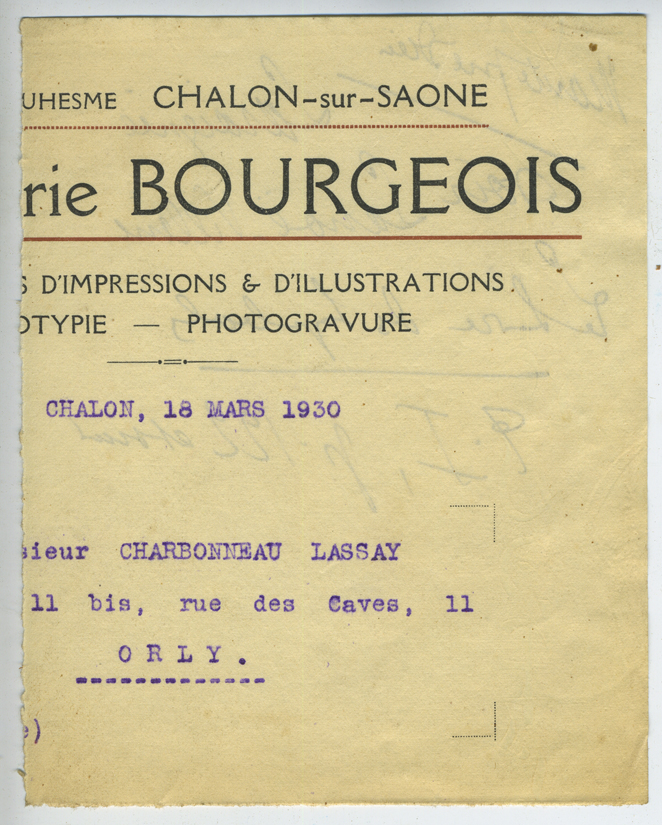 UHESME CHALON-sur-SAONE
rie BOURGEOIS
S D'IMPRESSIONS & D'ILLUSTRATIONS.
OTYPIE — PHOTOGRAVURE
CHALON, 18 MARS 1930
sieur CHARBONNEAU LASSAY
11 bis, rue des Caves, 11
ORLY.
e)